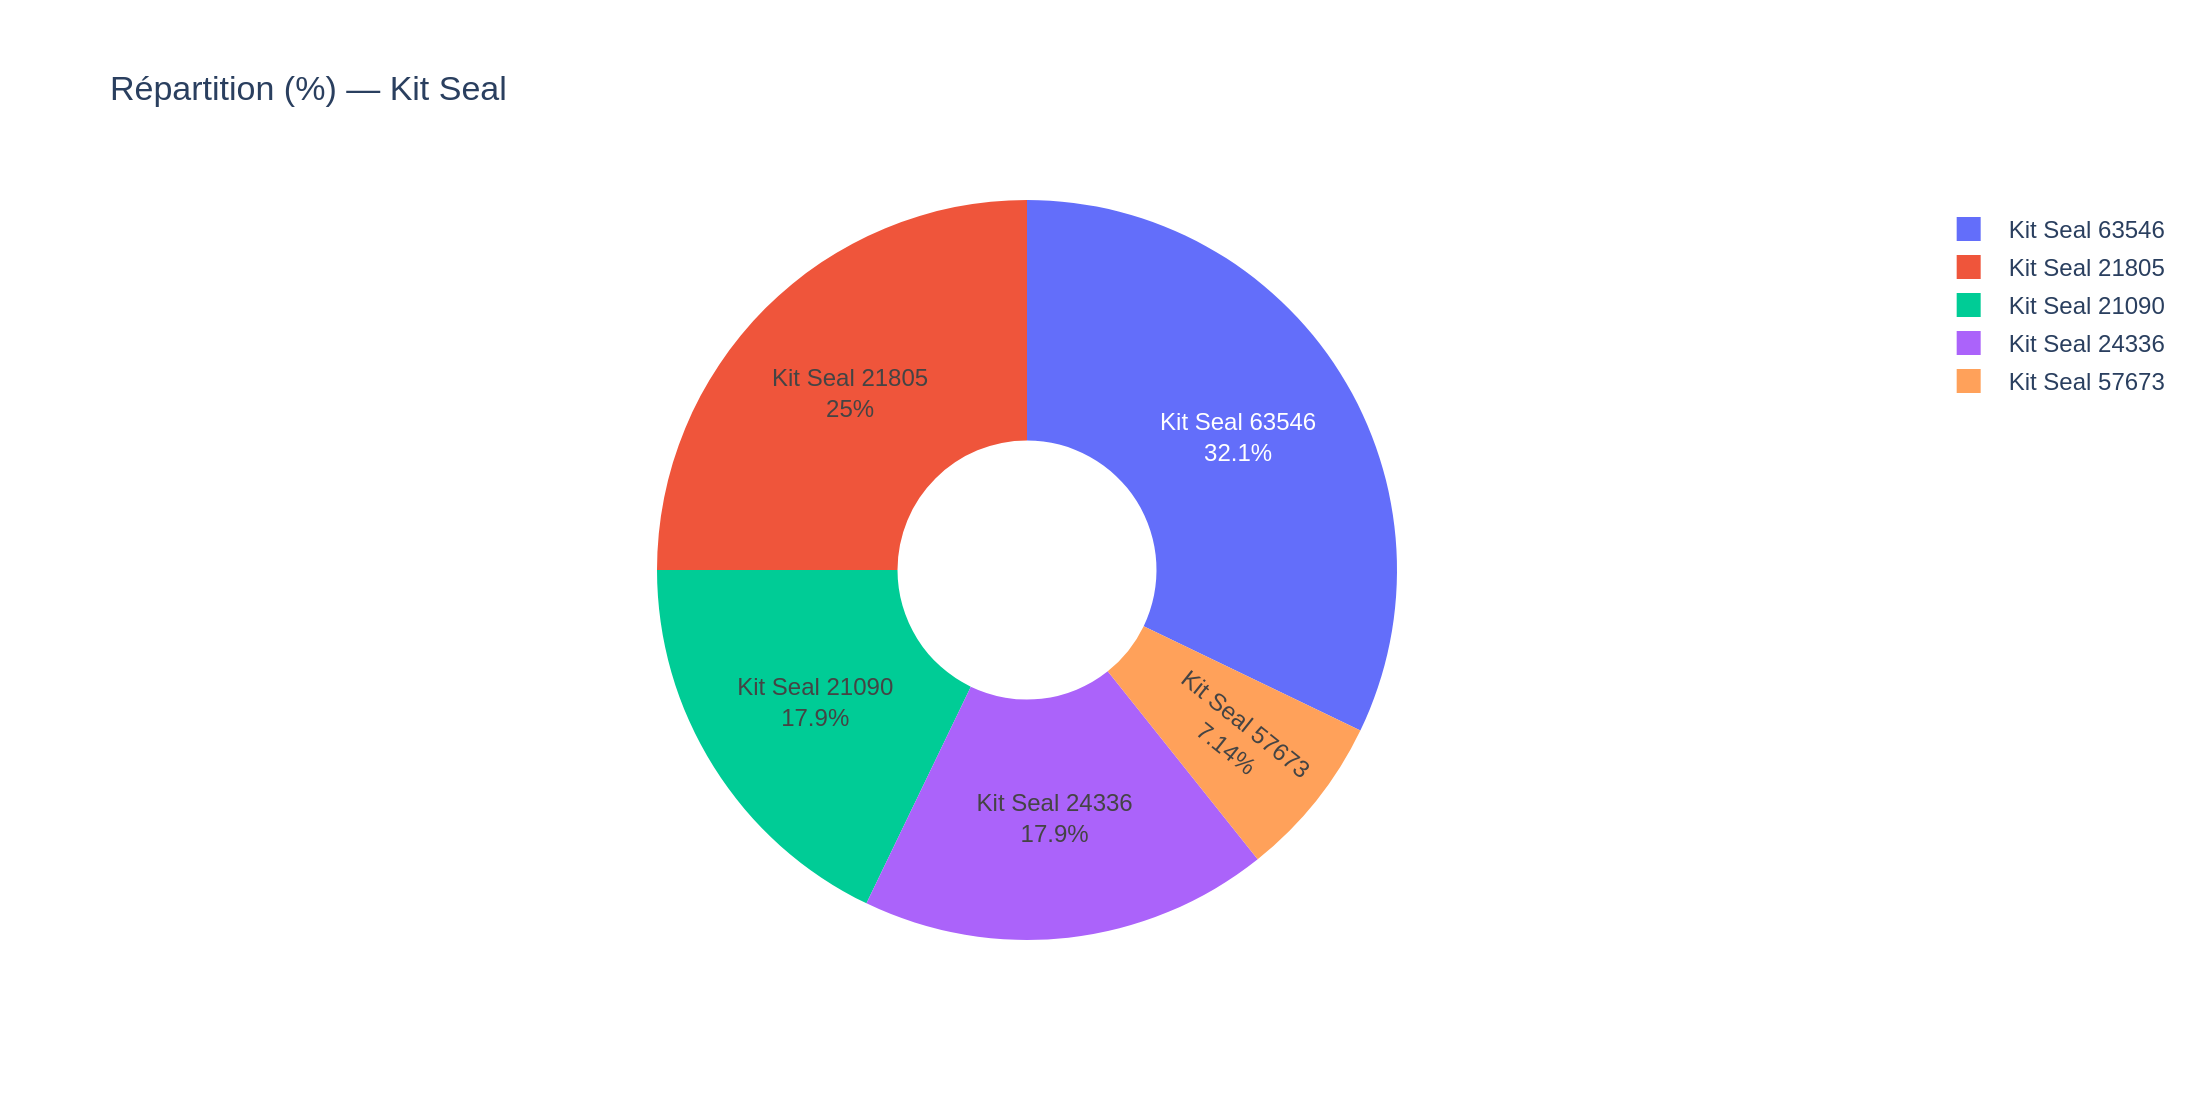 Répartition (%) — Kit Seal
Kit Seal 63546
Kit Seal 21805
Kit Seal 21090
Kit Seal 24336
Kit Seal 57673
Kit Seal 21805
25%
Kit Seal 63546
32.1%
Kit Seal 21090
17.9%
Kit Seal 24336
17.9%
Kit Seal 57673
7.14%